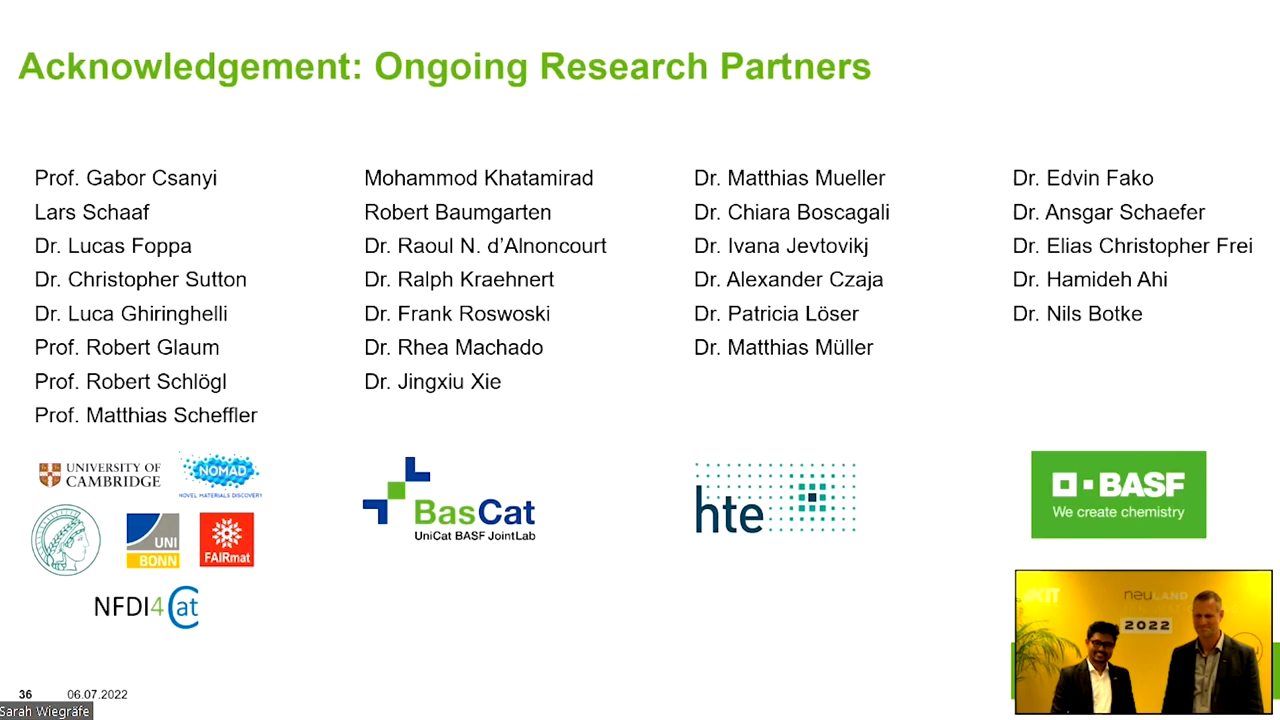 Acknowledgement: Ongoing Research Partners
Prof. Gabor Csanyi
Lars Schaaf
Dr. Lucas Foppa
Dr. Christopher Sutton
Dr. Luca Ghiringhelli
Prof. Robert Glaum
Prof. Robert Schlögl
Prof. Matthias Scheffler
Mohammod Khatamirad
Robert Baumgarten
Dr. Raoul N. d’Alnoncourt
Dr. Ralph Kraehnert
Dr. Frank Roswoski
Dr. Rhea Machado
Dr. Jingxiu Xie
Dr. Matthias Mueller
Dr. Chiara Boscagali
Dr. Ivana Jevtovikj
Dr. Alexander Czaja
Dr. Patricia Löser
Dr. Matthias Müller
Dr. Edvin Fako
Dr. Ansgar Schaefer
Dr. Elias Christopher Frei
Dr. Hamideh Ahi
Dr. Nils Botke
UNIVERSITY OF
CAMBRIDGE
NOMAD
NOVEL MATERIALS DISCOVERY
UNI
BONN
FAIRmat
NFDI4Cat
BasCat
UniCat BASF JointLab
hte
BASF
We create chemistry
KIT
neuLAND
2022
36
06.07.2022
Sarah Wiegräfe